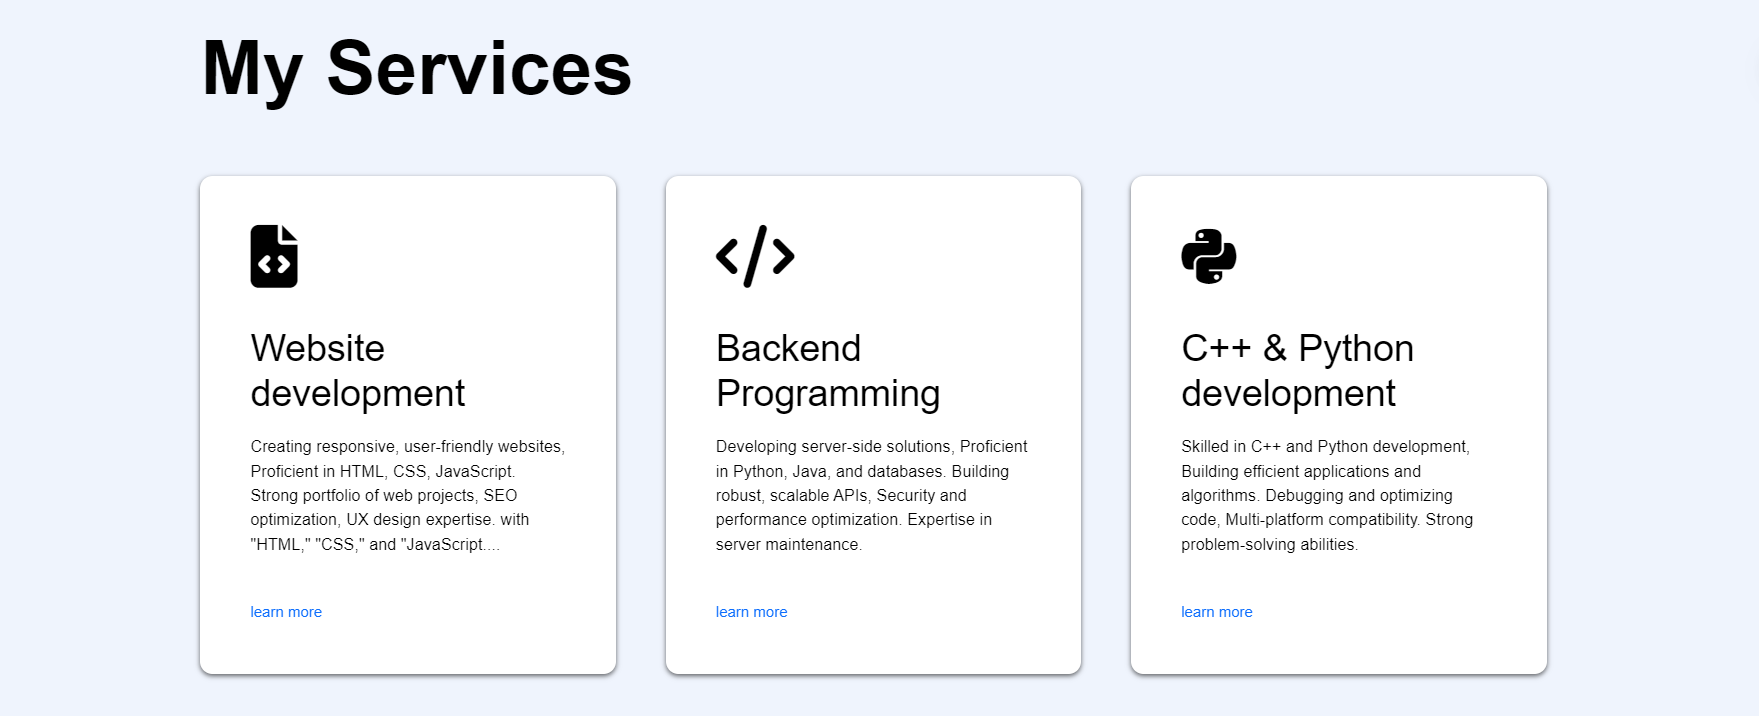 My Services
Website
development
Creating responsive, user-friendly websites,
Proficient in HTML, CSS, JavaScript.
Strong portfolio of web projects, SEO
optimization, UX design expertise. with
"HTML," "CSS," and "JavaScript....
learn more
Backend
Programming
Developing server-side solutions, Proficient
in Python, Java, and databases. Building
robust, scalable APIs, Security and
performance optimization. Expertise in
server maintenance.
learn more
C++ & Python
development
Skilled in C++ and Python development,
Building efficient applications and
algorithms. Debugging and optimizing
code, Multi-platform compatibility. Strong
problem-solving abilities.
learn more